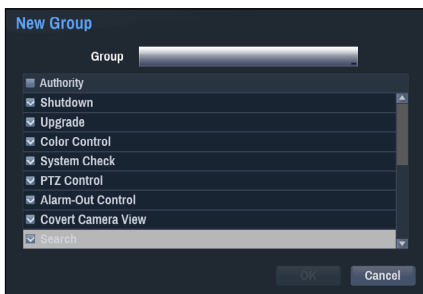 New Group
Group
Authority
Shutdown
Upgrade
Color Control
System Check
PTZ Control
Alarm-Out Control
Covert Camera View
Search
OK
Cancel